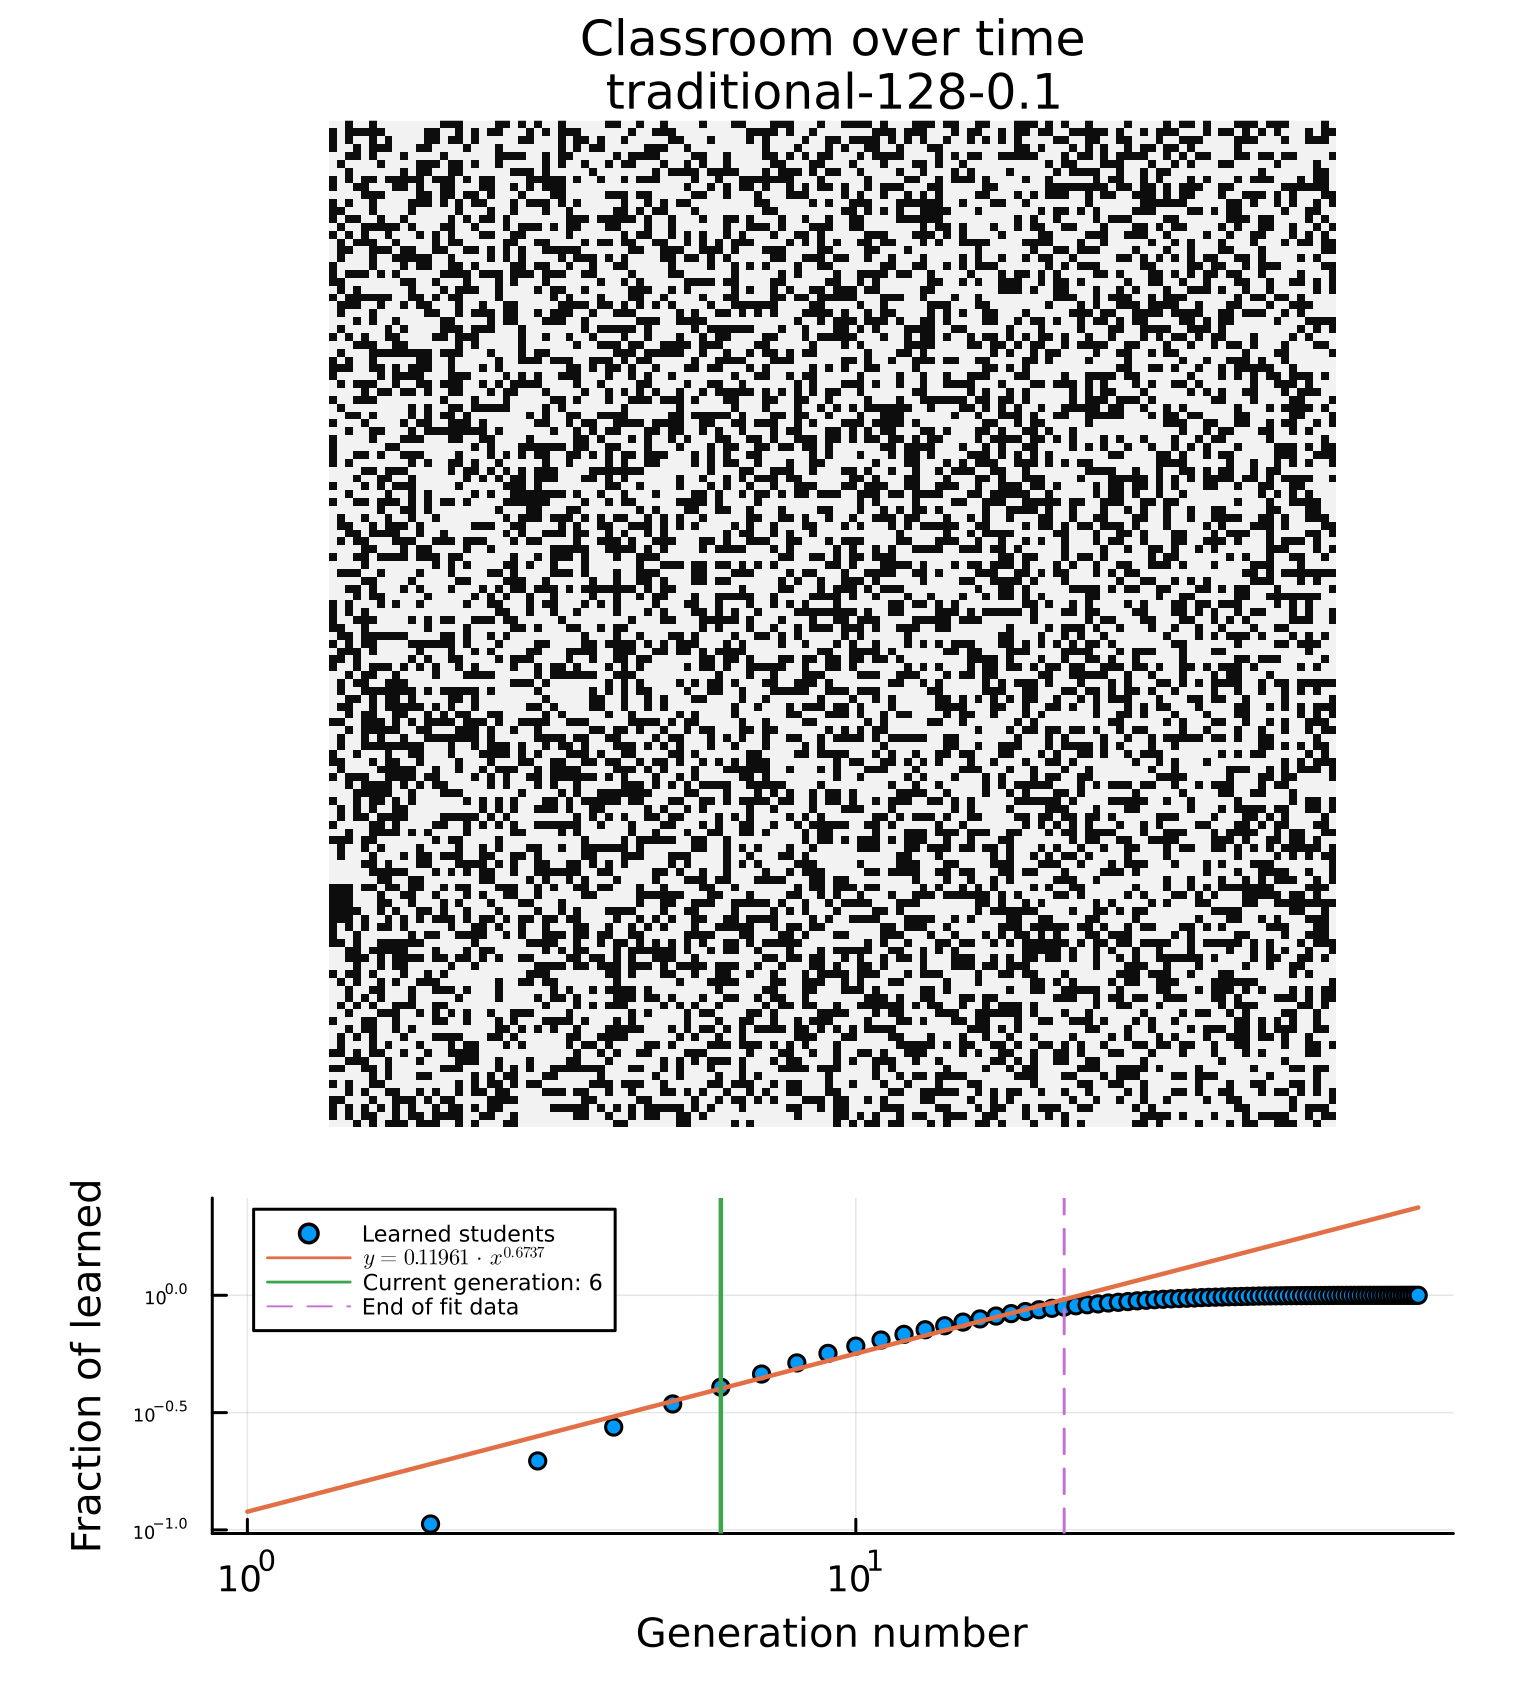 Classroom over time
traditional-128-0.1
Fraction of learned
Learned students
y = 0.11961 · x^0.6737
Current generation: 6
End of fit data
10^0.0
10^−0.5
10^−1.0
10^0
10^1
Generation number